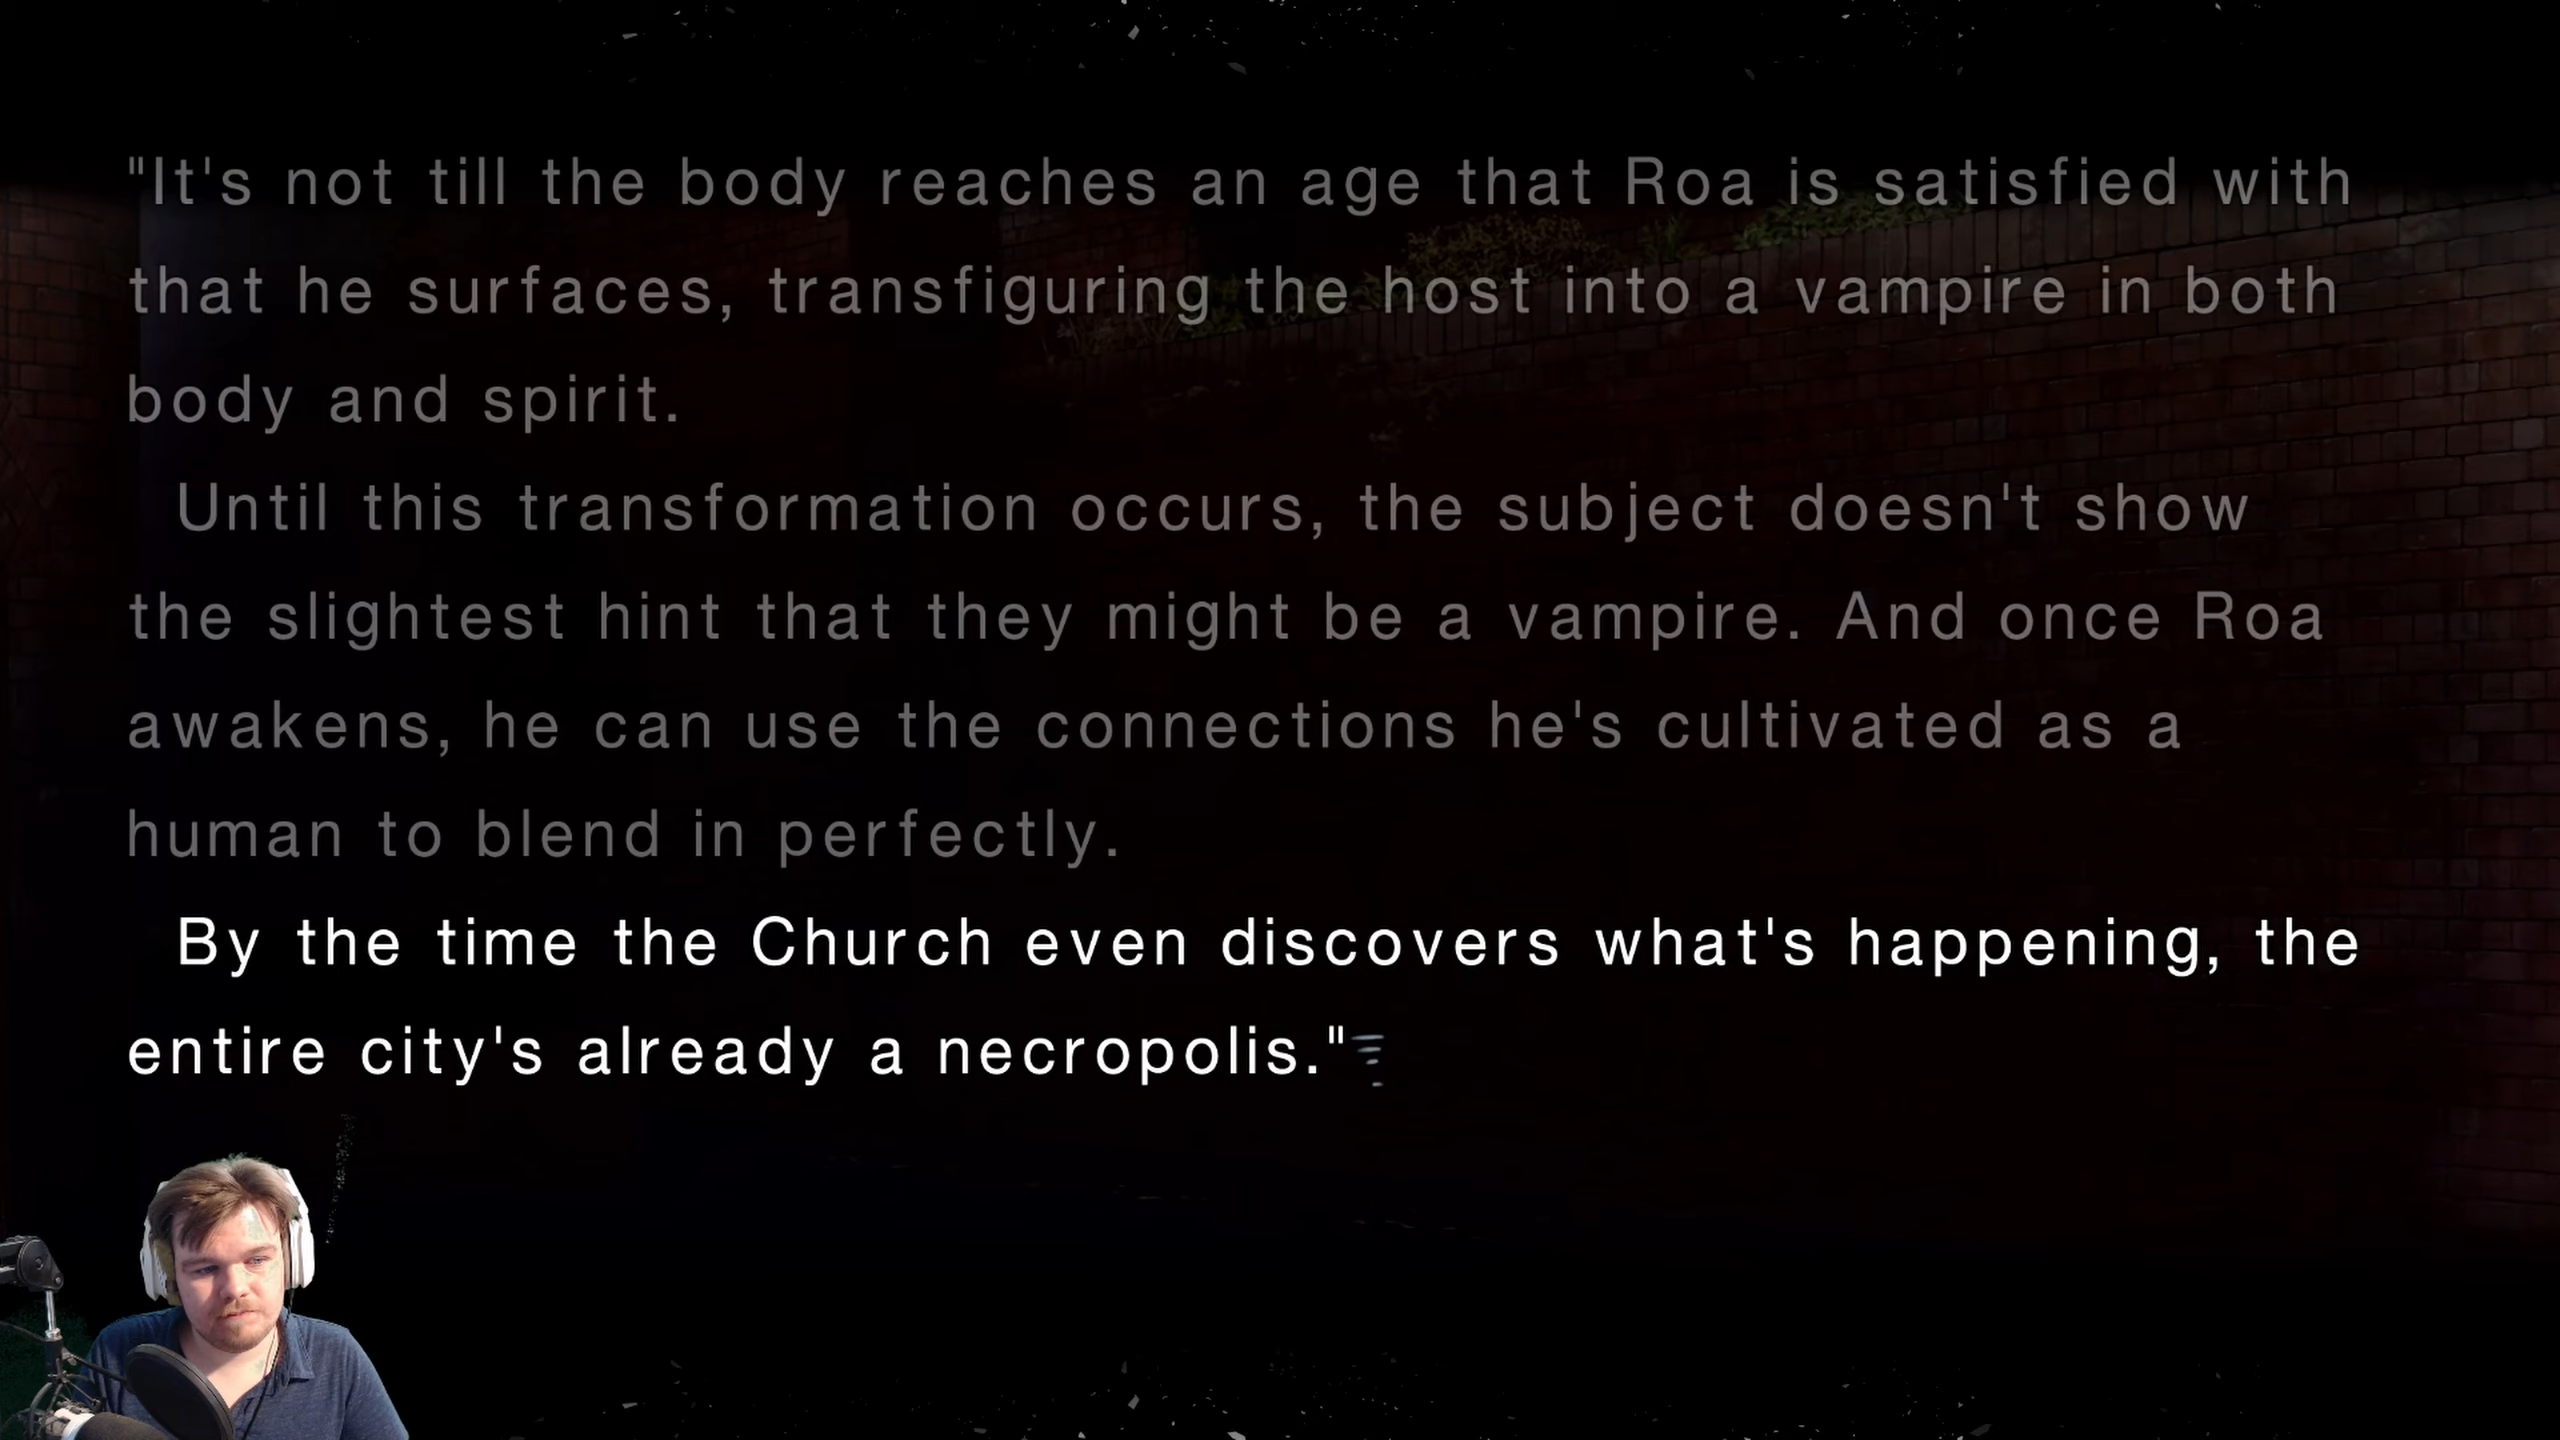 "It's not till the body reaches an age that Roa is satisfied with
that he surfaces, transfiguring the host into a vampire in both
body and spirit.
Until this transformation occurs, the subject doesn't show
the slightest hint that they might be a vampire. And once Roa
awakens, he can use the connections he's cultivated as a
human to blend in perfectly.
By the time the Church even discovers what's happening, the
entire city's already a necropolis."